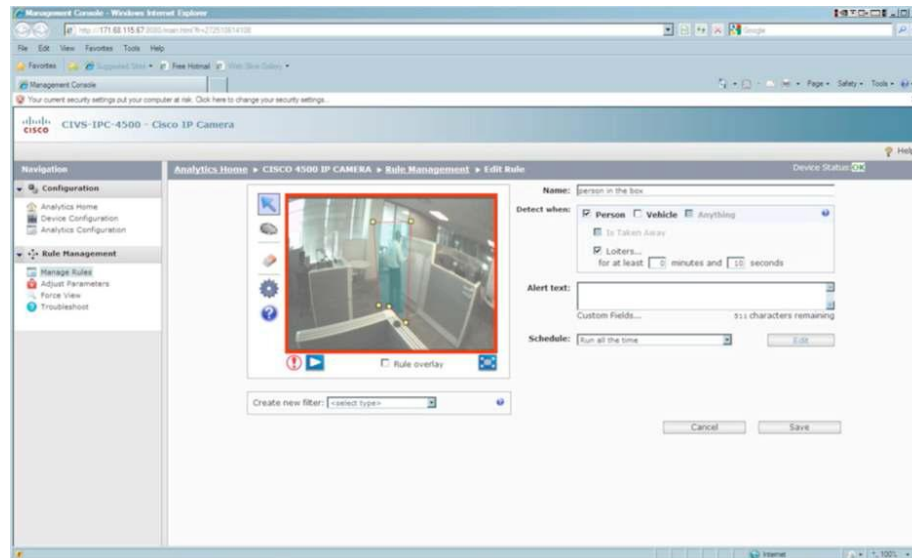 Management Console - Windows Internet Explorer
File Edit View Favorites Tools Help
Favorites Suggested Sites Free Hotmail Web Slice Gallery
Management Console
Page Safety Tools
Your current security settings put your computer at risk. Click here to change your security settings...
CISCO CIVS-IPC-4500 - Cisco IP Camera
Help
Navigation
Analytics Home CISCO 4500 IP CAMERA Rule Management Edit Rule
Device Status: OK
Configuration
Analytics Home
Device Configuration
Analytics Configuration
Rule Management
Manage Rules
Adjust Parameters
Force View
Troubleshoot
Rule overlay
Create new filter: <select type>
Name: person in the box
Detect when: Person Vehicle Anything
Is Taken Away
Loiters...
for at least 0 minutes and 10 seconds
Alert text:
Custom Fields... 511 characters remaining
Schedule: Run all the time Edit
Cancel Save
Internet 100%